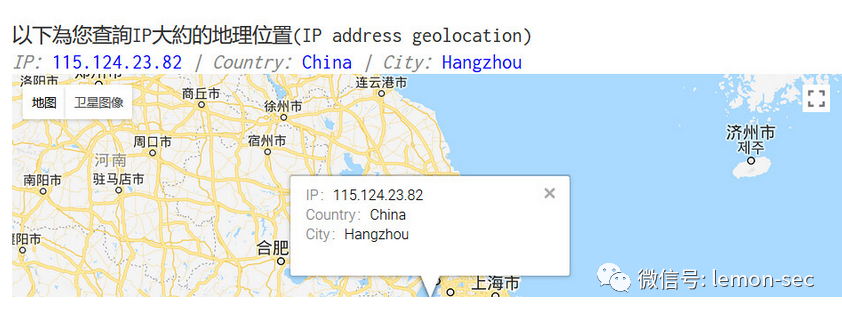 以下為您查詢IP大約的地理位置(IP address geolocation)
IP: 115.124.23.82 / Country: China / City: Hangzhou
连云港市
地图 卫星图像
商丘市
徐州市
济州市
제주
周口市
宿州市
河南
南阳市
驻马店市
IP: 115.124.23.82
Country: China
City: Hangzhou
合肥
上海市
微信号: lemon-sec